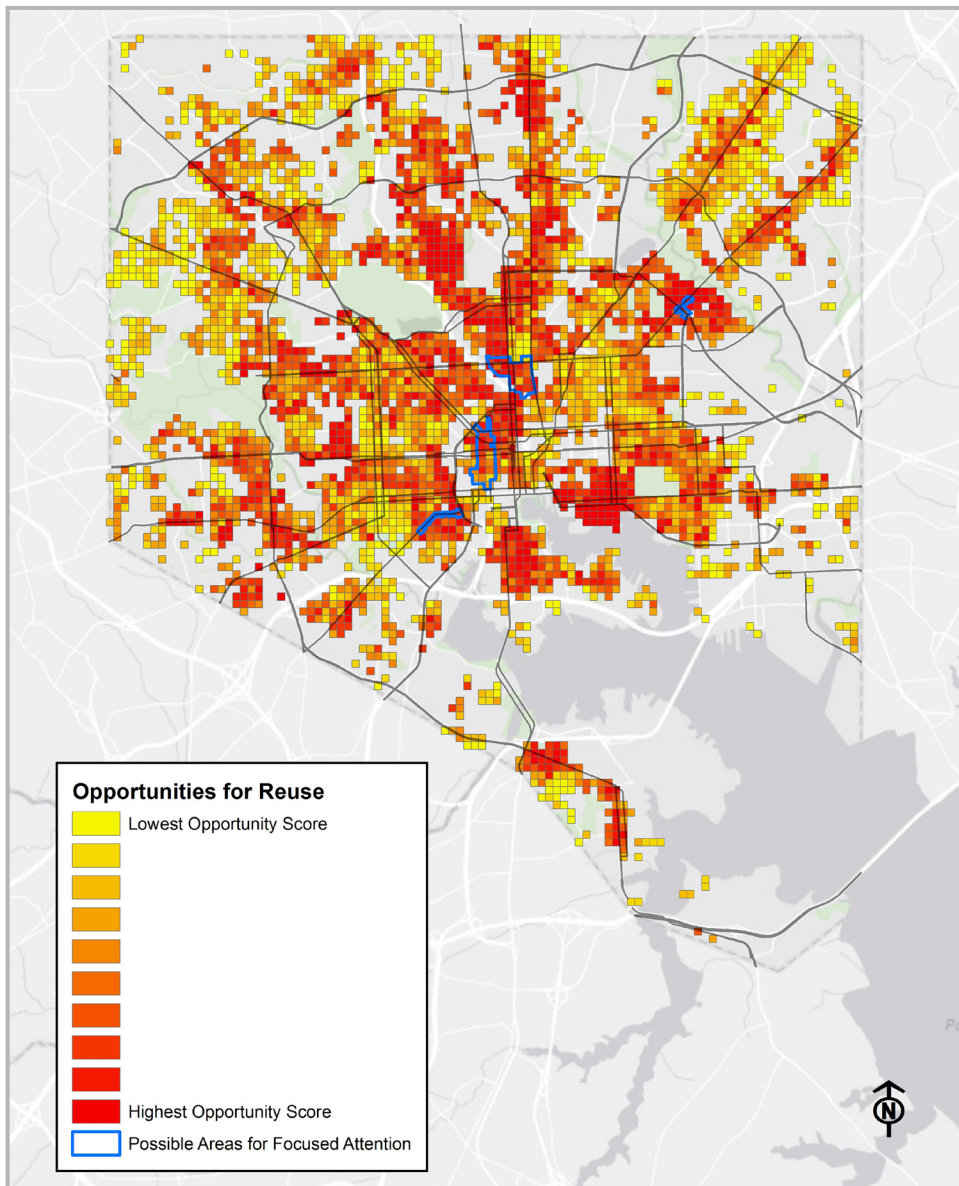 Opportunities for Reuse
Lowest Opportunity Score
Highest Opportunity Score
Possible Areas for Focused Attention
N